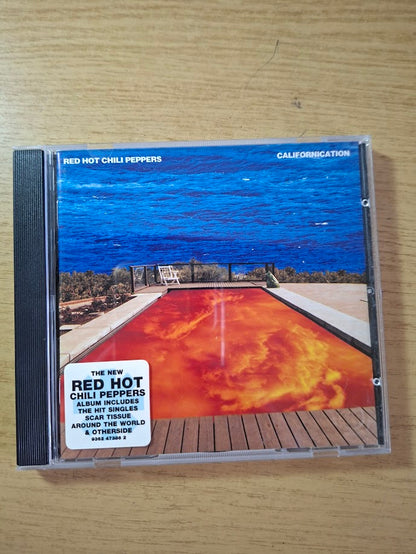 RED HOT CHILI PEPPERS
CALIFORNICATION
THE NEW
RED HOT
CHILI PEPPERS
ALBUM INCLUDES
THE HIT SINGLES
SCAR TISSUE
AROUND THE WORLD
& OTHERSIDE
9362 47386 2